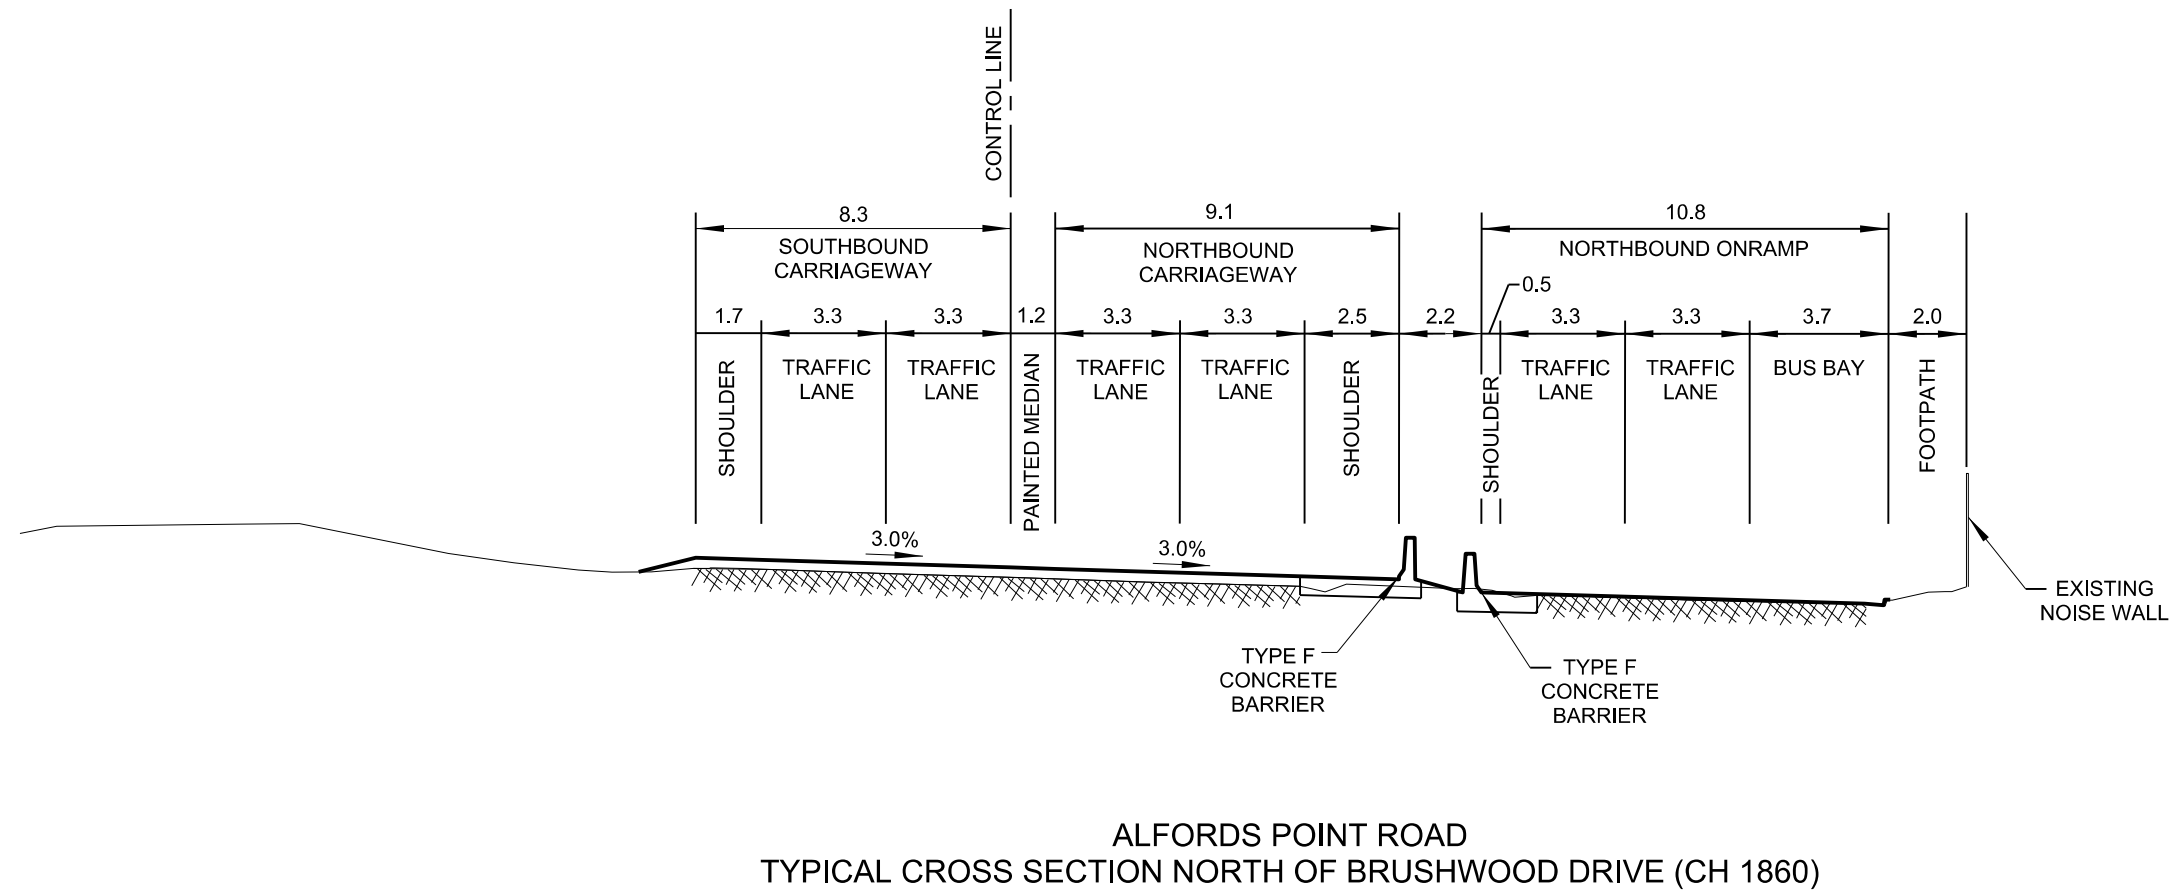 CONTROL LINE
8.3
SOUTHBOUND
CARRIAGEWAY
9.1
NORTHBOUND
CARRIAGEWAY
10.8
NORTHBOUND ONRAMP
0.5
1.7
3.3
3.3
1.2
3.3
3.3
2.5
2.2
3.3
3.3
3.7
2.0
SHOULDER
TRAFFIC
LANE
TRAFFIC
LANE
PAINTED MEDIAN
TRAFFIC
LANE
TRAFFIC
LANE
SHOULDER
SHOULDER
TRAFFIC
LANE
TRAFFIC
LANE
BUS BAY
FOOTPATH
3.0%
3.0%
EXISTING
NOISE WALL
TYPE F
CONCRETE
BARRIER
TYPE F
CONCRETE
BARRIER
ALFORDS POINT ROAD
TYPICAL CROSS SECTION NORTH OF BRUSHWOOD DRIVE (CH 1860)